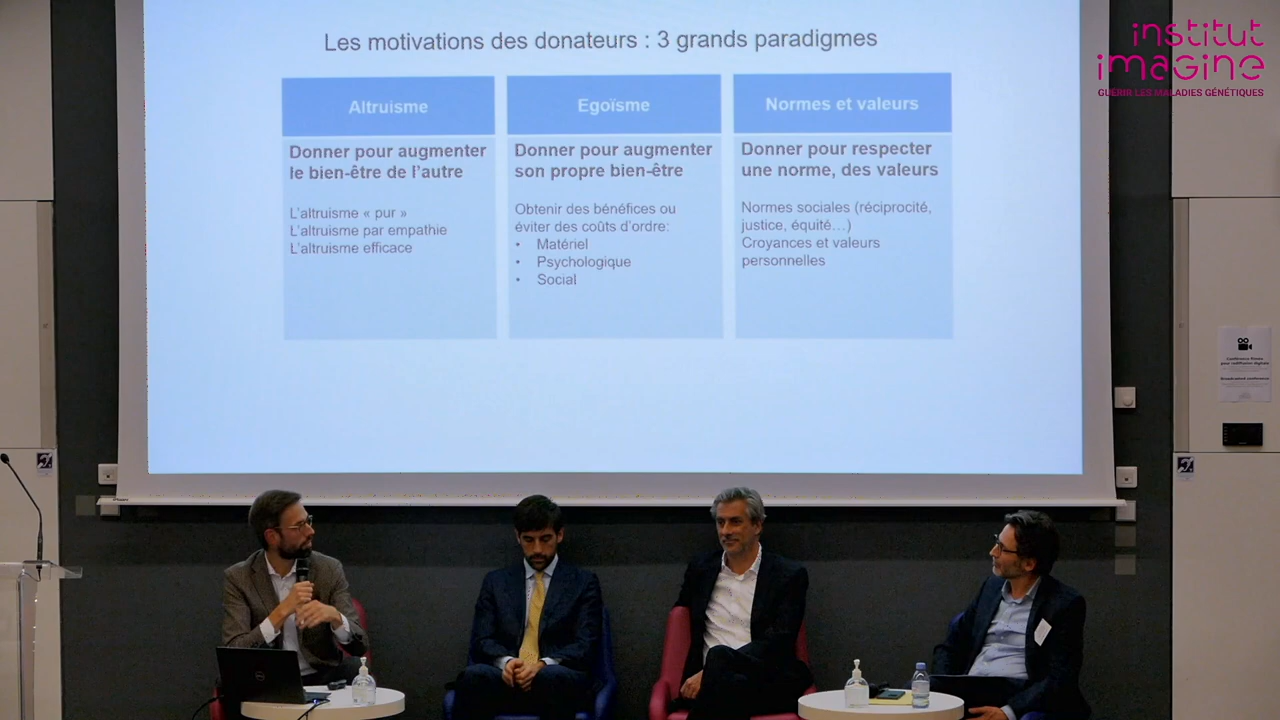 Les motivations des donateurs : 3 grands paradigmes
institut
imagine
GUÉRIR LES MALADIES GÉNÉTIQUES
Altruisme
Donner pour augmenter
le bien-être de l'autre
L'altruisme « pur »
L'altruisme par empathie
L'altruisme efficace
Egoïsme
Donner pour augmenter
son propre bien-être
Obtenir des bénéfices ou
éviter des coûts d'ordre:
• Matériel
• Psychologique
• Social
Normes et valeurs
Donner pour respecter
une norme, des valeurs
Normes sociales (réciprocité,
justice, équité…)
Croyances et valeurs
personnelles